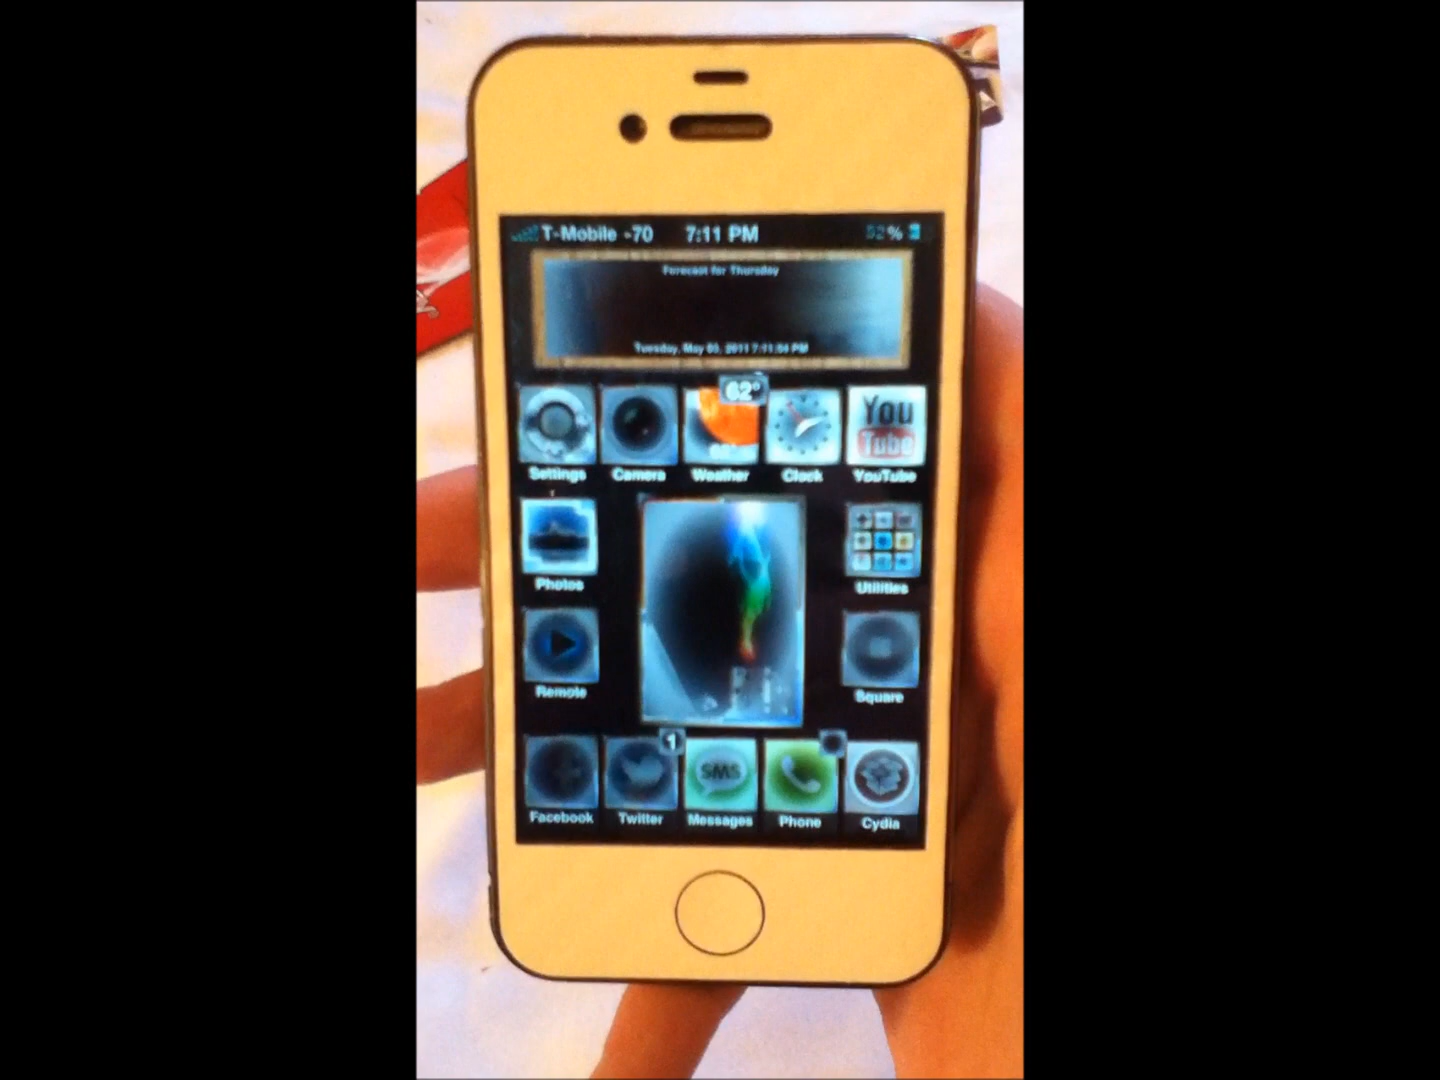 T-Mobile -70 7:11 PM 52%
Forecast for Thursday
Tuesday, May 03, 2011 7:11:04 PM
62°
You
Tube
Settings Camera Weather Clock YouTube
Photos Utilities
Remote Square
1
SMS
Facebook Twitter Messages Phone Cydia